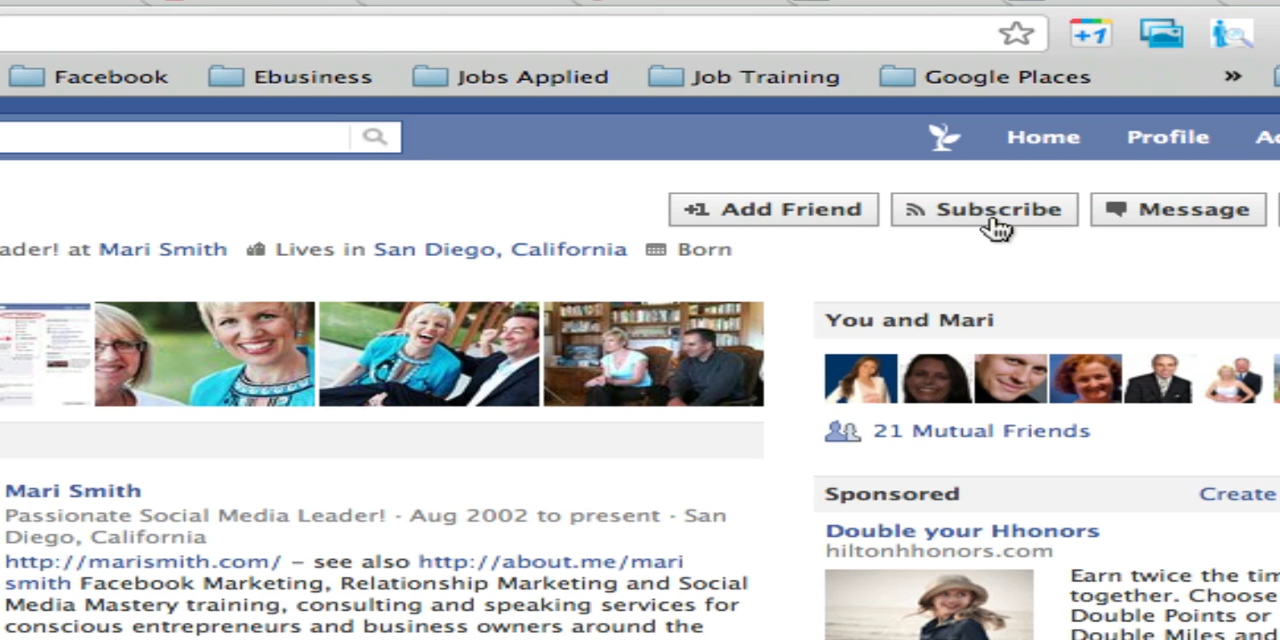 +1
Facebook Ebusiness Jobs Applied Job Training Google Places »
Home Profile
+1 Add Friend Subscribe Message
ader! at Mari Smith Lives in San Diego, California Born
You and Mari
21 Mutual Friends
Mari Smith
Passionate Social Media Leader! · Aug 2002 to present · San
Diego, California
http://marismith.com/ – see also http://about.me/mari
smith Facebook Marketing, Relationship Marketing and Social
Media Mastery training, consulting and speaking services for
conscious entrepreneurs and business owners around the
Sponsored Create
Double your Hhonors
hiltonhhonors.com
Earn twice the tim
together. Choose
Double Points or
Double Miles and